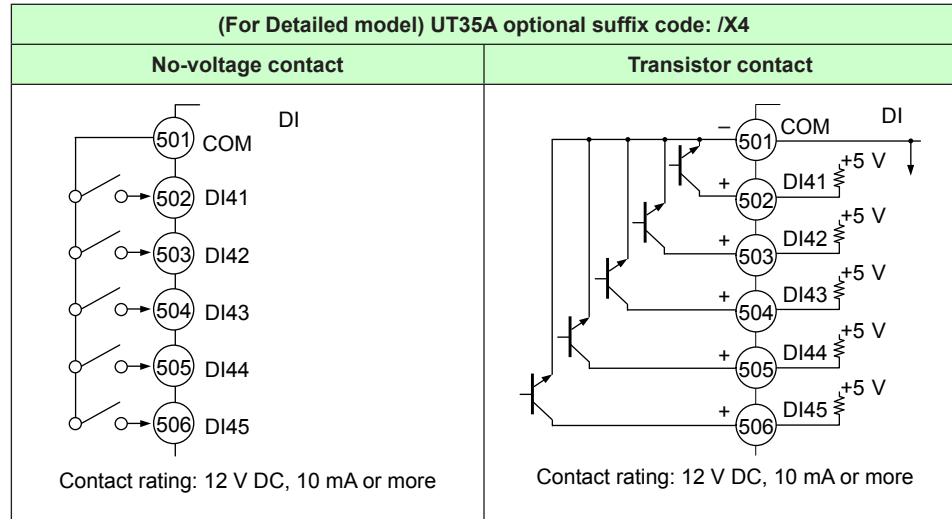 (For Detailed model) UT35A optional suffix code: /X4
No-voltage contact
Transistor contact
DI
501
COM
502 DI41
503 DI42
504 DI43
505 DI44
506 DI45
Contact rating: 12 V DC, 10 mA or more
– 501 COM DI
+ 502 DI41 +5 V
+ 503 DI42 +5 V
+ 504 DI43 +5 V
+ 505 DI44 +5 V
+ 506 DI45 +5 V
Contact rating: 12 V DC, 10 mA or more